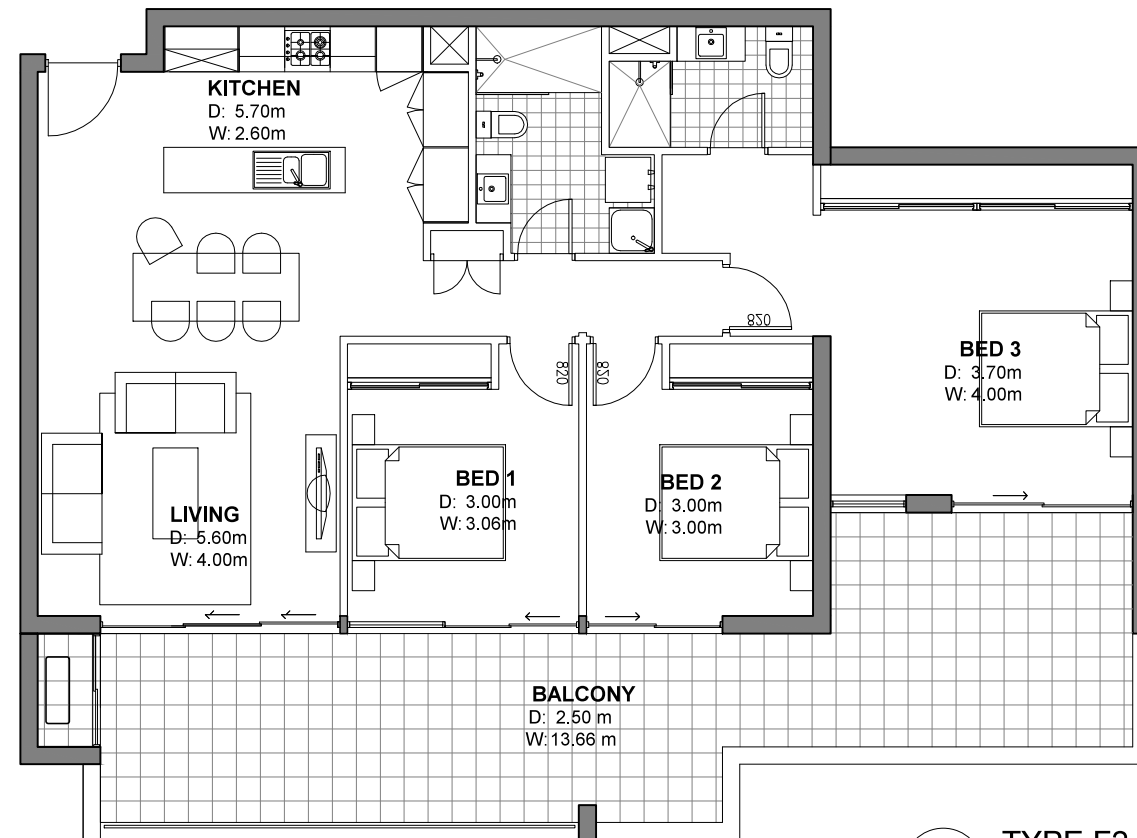 KITCHEN
D: 5.70m
W: 2.60m
820
BED 3
D: 3.70m
W: 4.00m
820
820
BED 1
D: 3.00m
W: 3.06m
BED 2
D: 3.00m
W: 3.00m
LIVING
D: 5.60m
W: 4.00m
BALCONY
D: 2.50 m
W: 13.66 m